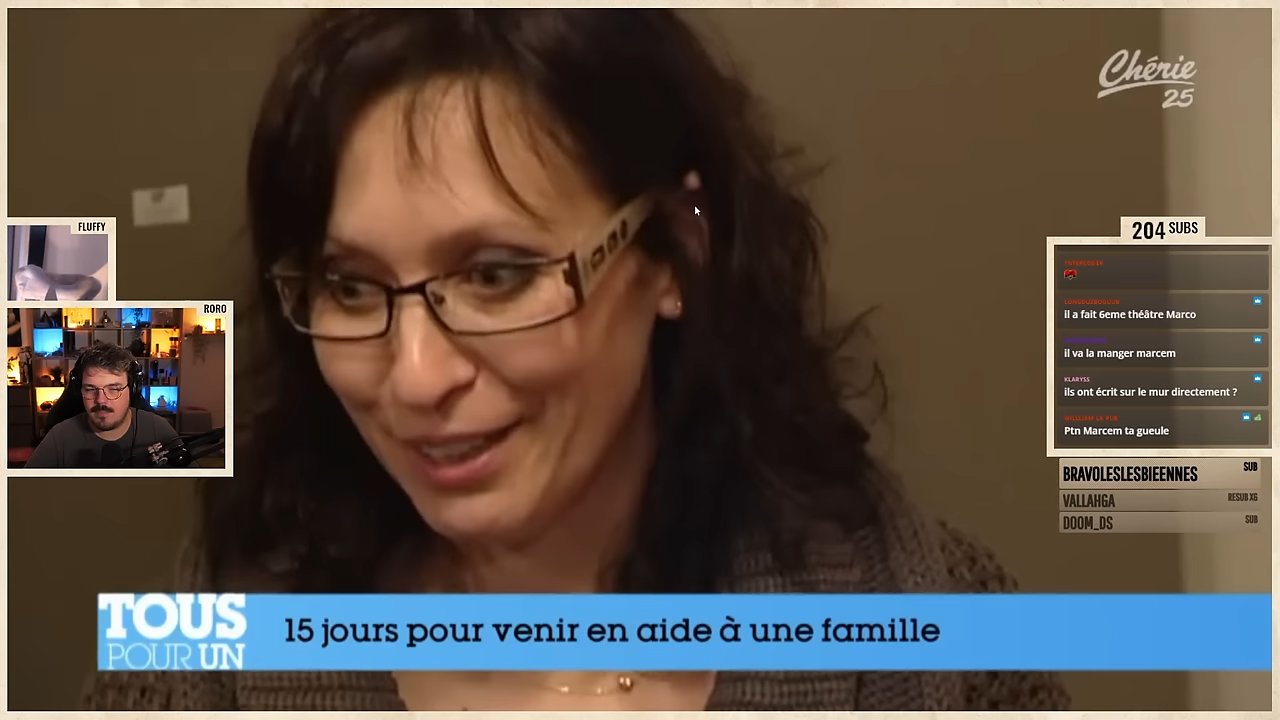 Chérie
25
FLUFFY
RORO
204 SUBS
il a fait 6eme théâtre Marco
il va la manger marcem
KLARYSS
ils ont écrit sur le mur directement ?
Ptn Marcem ta gueule
BRAVOLESLESBIEENNES SUB
VALLAHGA RESUB X6
DOOM_DS SUB
TOUS
POUR UN
15 jours pour venir en aide à une famille